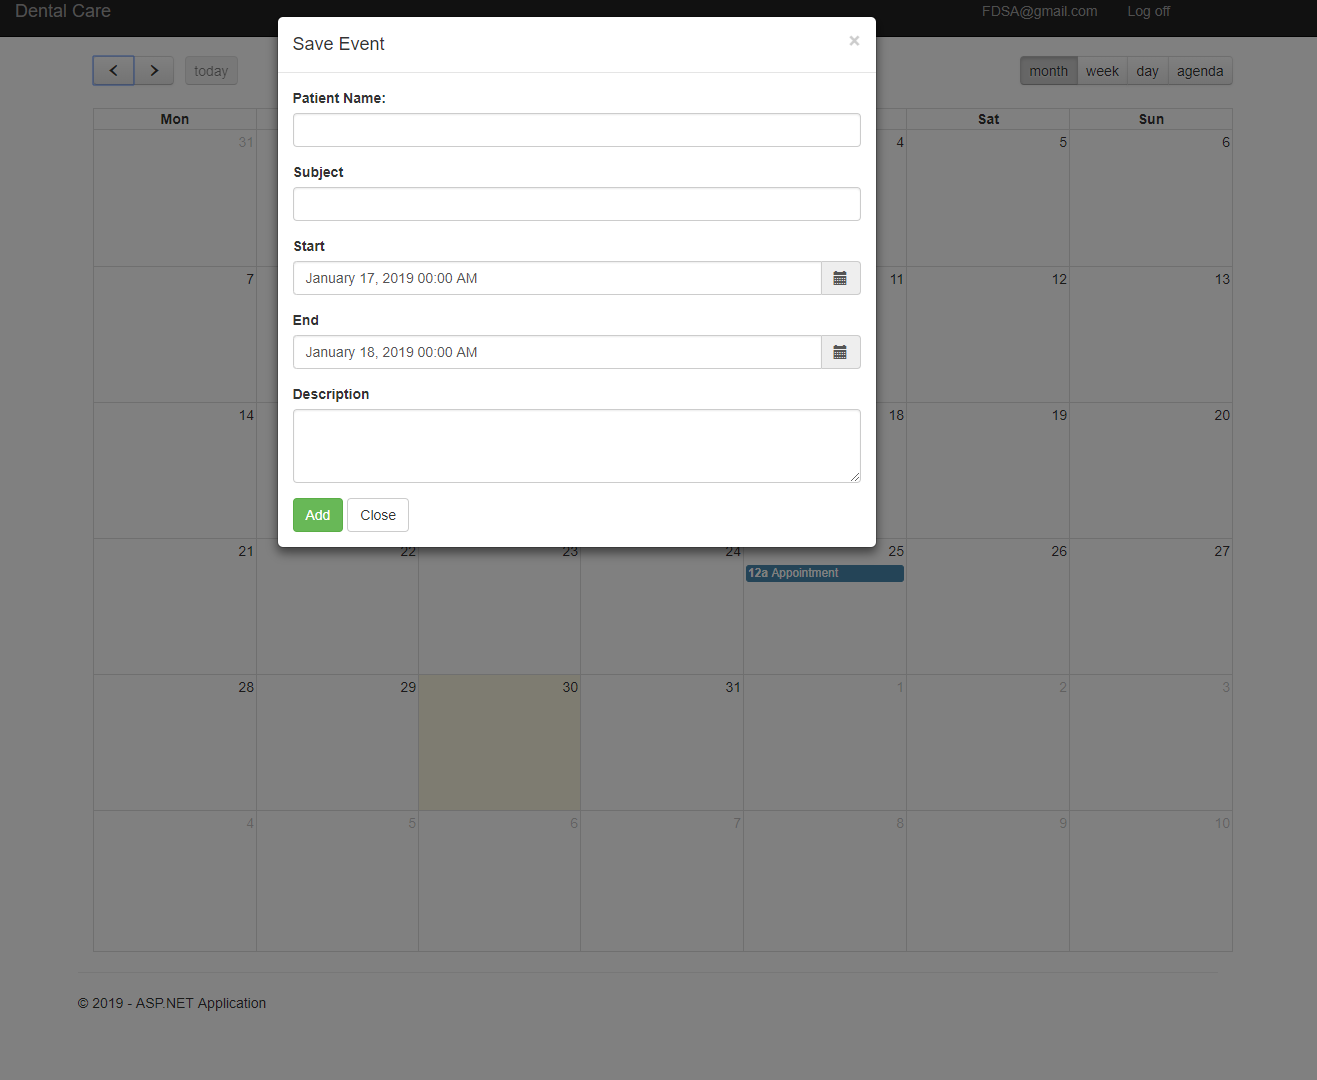 Dental Care FDSA@gmail.com Log off
Save Event ×
today month week day agenda
Patient Name:
Mon Sat Sun
31 4 5 6
Subject
Start
January 17, 2019 00:00 AM
7 11 12 13
End
January 18, 2019 00:00 AM
Description
14 18 19 20
Add Close
21 22 23 24 25 26 27
12a Appointment
28 29 30 31 1 2 3
4 5 6 7 8 9 10
© 2019 - ASP.NET Application